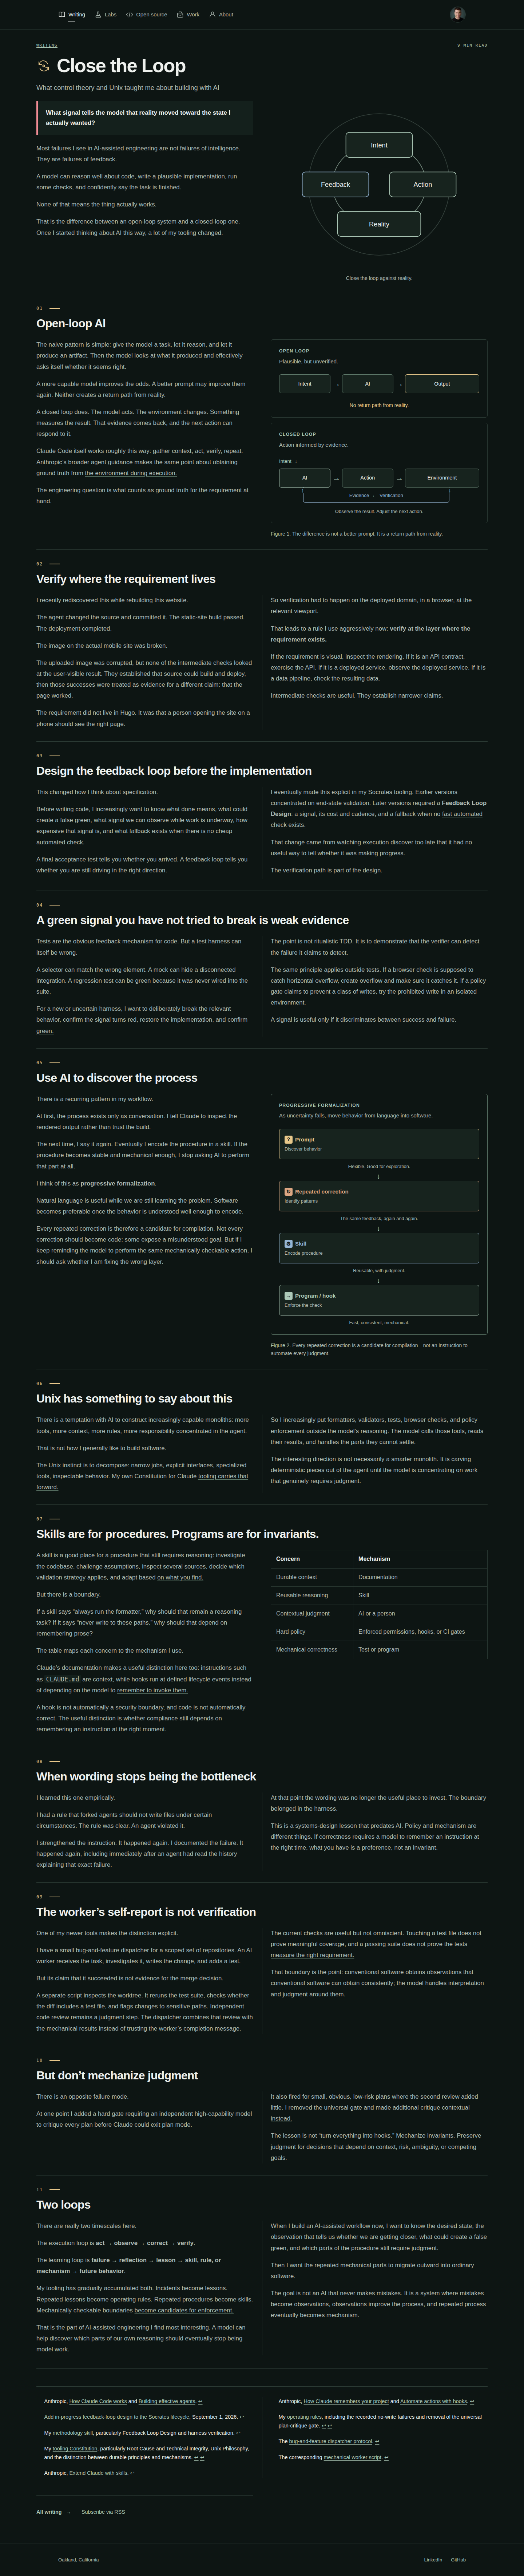 Writing
Labs
Open source
Work
About
WRITING
9 MIN READ
Close the Loop
What control theory and Unix taught me about building with AI
What signal tells the model that reality moved toward the state I
actually wanted?
Most failures I see in AI-assisted engineering are not failures of intelligence.
They are failures of feedback.
A model can reason well about code, write a plausible implementation, run
some checks, and confidently say the task is finished.
None of that means the thing actually works.
That is the difference between an open-loop system and a closed-loop one.
Once I started thinking about AI this way, a lot of my tooling changed.
Intent
Feedback
Action
Reality
Close the loop against reality.
01
Open-loop AI
The naive pattern is simple: give the model a task, let it reason, and let it
produce an artifact. Then the model looks at what it produced and effectively
asks itself whether it seems right.
A more capable model improves the odds. A better prompt may improve them
again. Neither creates a return path from reality.
A closed loop does. The model acts. The environment changes. Something
measures the result. That evidence comes back, and the next action can
respond to it.
Claude Code itself works roughly this way: gather context, act, verify, repeat.
Anthropic's broader agent guidance makes the same point about obtaining
ground truth from the environment during execution.
The engineering question is what counts as ground truth for the requirement at
hand.
OPEN LOOP
Plausible, but unverified.
Intent → AI → Output
No return path from reality.
CLOSED LOOP
Action informed by evidence.
Intent ↓
AI → Action → Environment
Evidence ← Verification
Observe the result. Adjust the next action.
Figure 1. The difference is not a better prompt. It is a return path from reality.
02
Verify where the requirement lives
I recently rediscovered this while rebuilding this website.
The agent changed the source and committed it. The static-site build passed.
The deployment completed.
The image on the actual mobile site was broken.
The uploaded image was corrupted, but none of the intermediate checks looked
at the user-visible result. They established that source could build and deploy,
then those successes were treated as evidence for a different claim: that the
page worked.
The requirement did not live in Hugo. It was that a person opening the site on a
phone should see the right page.
So verification had to happen on the deployed domain, in a browser, at the
relevant viewport.
That leads to a rule I use aggressively now: verify at the layer where the
requirement exists.
If the requirement is visual, inspect the rendering. If it is an API contract,
exercise the API. If it is a deployed service, observe the deployed service. If it is
a data pipeline, check the resulting data.
Intermediate checks are useful. They establish narrower claims.
03
Design the feedback loop before the implementation
This changed how I think about specification.
Before writing code, I increasingly want to know what done means, what could
create a false green, what signal we can observe while work is underway, how
expensive that signal is, and what fallback exists when there is no cheap
automated check.
A final acceptance test tells you whether you arrived. A feedback loop tells you
whether you are still driving in the right direction.
I eventually made this explicit in my Socrates tooling. Earlier versions
concentrated on end-state validation. Later versions required a Feedback Loop
Design: a signal, its cost and cadence, and a fallback when no fast automated
check exists.
That change came from watching execution discover too late that it had no
useful way to tell whether it was making progress.
The verification path is part of the design.
04
A green signal you have not tried to break is weak evidence
Tests are the obvious feedback mechanism for code. But a test harness can
itself be wrong.
A selector can match the wrong element. A mock can hide a disconnected
integration. A regression test can be green because it was never wired into the
suite.
For a new or uncertain harness, I want to deliberately break the relevant
behavior, confirm the signal turns red, restore the implementation, and confirm
green.
The point is not ritualistic TDD. It is to demonstrate that the verifier can detect
the failure it claims to detect.
The same principle applies outside tests. If a browser check is supposed to
catch horizontal overflow, create overflow and make sure it catches it. If a policy
gate claims to prevent a class of writes, try the prohibited write in an isolated
environment.
A signal is useful only if it discriminates between success and failure.
05
Use AI to discover the process
There is a recurring pattern in my workflow.
At first, the process exists only as conversation. I tell Claude to inspect the
rendered output rather than trust the build.
The next time, I say it again. Eventually I encode the procedure in a skill. If the
procedure becomes stable and mechanical enough, I stop asking AI to perform
that part at all.
I think of this as progressive formalization.
Natural language is useful while we are still learning the problem. Software
becomes preferable once the behavior is understood well enough to encode.
Every repeated correction is therefore a candidate for compilation. Not every
correction should become code; some expose a misunderstood goal. But if I
keep reminding the model to perform the same mechanically checkable action, I
should ask whether I am fixing the wrong layer.
PROGRESSIVE FORMALIZATION
As uncertainty falls, move behavior from language into software.
? Prompt
Discover behavior
Flexible. Good for exploration.
↓
↻ Repeated correction
Identify patterns
The same feedback, again and again.
↓
Skill
Encode procedure
Reusable, with judgment.
↓
Program / hook
Enforce the check
Fast, consistent, mechanical.
Figure 2. Every repeated correction is a candidate for compilation—not an instruction to
automate every judgment.
06
Unix has something to say about this
There is a temptation with AI to construct increasingly capable monoliths: more
tools, more context, more rules, more responsibility concentrated in the agent.
That is not how I generally like to build software.
The Unix instinct is to decompose: narrow jobs, explicit interfaces, specialized
tools, inspectable behavior. My own Constitution for Claude tooling carries that
forward.
So I increasingly put formatters, validators, tests, browser checks, and policy
enforcement outside the model's reasoning. The model calls those tools, reads
their results, and handles the parts they cannot settle.
The interesting direction is not necessarily a smarter monolith. It is carving
deterministic pieces out of the agent until the model is concentrating on work
that genuinely requires judgment.
07
Skills are for procedures. Programs are for invariants.
A skill is a good place for a procedure that still requires reasoning: investigate
the codebase, challenge assumptions, inspect several sources, decide which
validation strategy applies, and adapt based on what you find.
But there is a boundary.
If a skill says “always run the formatter,” why should that remain a reasoning
task? If it says “never write to these paths,” why should that depend on
remembering prose?
The table maps each concern to the mechanism I use.
Claude's documentation makes a useful distinction here too: instructions such
as CLAUDE.md are context, while hooks run at defined lifecycle events instead
of depending on the model to remember to invoke them.
A hook is not automatically a security boundary, and code is not automatically
correct. The useful distinction is whether compliance still depends on
remembering an instruction at the right moment.
Concern Mechanism
Durable context Documentation
Reusable reasoning Skill
Contextual judgment AI or a person
Hard policy Enforced permissions, hooks, or CI gates
Mechanical correctness Test or program
08
When wording stops being the bottleneck
I learned this one empirically.
I had a rule that forked agents should not write files under certain
circumstances. The rule was clear. An agent violated it.
I strengthened the instruction. It happened again. I documented the failure. It
happened again, including immediately after an agent had read the history
explaining that exact failure.
At that point the wording was no longer the useful place to invest. The boundary
belonged in the harness.
This is a systems-design lesson that predates AI. Policy and mechanism are
different things. If correctness requires a model to remember an instruction at
the right time, what you have is a preference, not an invariant.
09
The worker's self-report is not verification
One of my newer tools makes the distinction explicit.
I have a small bug-and-feature dispatcher for a scoped set of repositories. An AI
worker receives the task, investigates it, writes the change, and adds a test.
But its claim that it succeeded is not evidence for the merge decision.
A separate script inspects the worktree. It reruns the test suite, checks whether
the diff includes a test file, and flags changes to sensitive paths. Independent
code review remains a judgment step. The dispatcher combines that review with
the mechanical results instead of trusting the worker's completion message.
The current checks are useful but not omniscient. Touching a test file does not
prove meaningful coverage, and a passing suite does not prove the tests
measure the right requirement.
That boundary is the point: conventional software obtains observations that
conventional software can obtain consistently; the model handles interpretation
and judgment around them.
10
But don't mechanize judgment
There is an opposite failure mode.
At one point I added a hard gate requiring an independent high-capability model
to critique every plan before Claude could exit plan mode.
It also fired for small, obvious, low-risk plans where the second review added
little. I removed the universal gate and made additional critique contextual
instead.
The lesson is not “turn everything into hooks.” Mechanize invariants. Preserve
judgment for decisions that depend on context, risk, ambiguity, or competing
goals.
11
Two loops
There are really two timescales here.
The execution loop is act → observe → correct → verify.
The learning loop is failure → reflection → lesson → skill, rule, or
mechanism → future behavior.
My tooling has gradually accumulated both. Incidents become lessons.
Repeated lessons become operating rules. Repeated procedures become skills.
Mechanically checkable boundaries become candidates for enforcement.
That is the part of AI-assisted engineering I find most interesting. A model can
help discover which parts of our own reasoning should eventually stop being
model work.
When I build an AI-assisted workflow now, I want to know the desired state, the
observation that tells us whether we are getting closer, what could create a false
green, and which parts of the procedure still require judgment.
Then I want the repeated mechanical parts to migrate outward into ordinary
software.
The goal is not an AI that never makes mistakes. It is a system where mistakes
become observations, observations improve the process, and repeated process
eventually becomes mechanism.
Anthropic, How Claude Code works and Building effective agents. ↩
Add in-progress feedback-loop design to the Socrates lifecycle, September 1, 2026. ↩
My methodology skill, particularly Feedback Loop Design and harness verification. ↩
My tooling Constitution, particularly Root Cause and Technical Integrity, Unix Philosophy,
and the distinction between durable principles and mechanisms. ↩ ↩
Anthropic, Extend Claude with skills. ↩
Anthropic, How Claude remembers your project and Automate actions with hooks. ↩
My operating rules, including the recorded no-write failures and removal of the universal
plan-critique gate. ↩ ↩
The bug-and-feature dispatcher protocol. ↩
The corresponding mechanical worker script. ↩
All writing → Subscribe via RSS
Oakland, California
LinkedIn GitHub